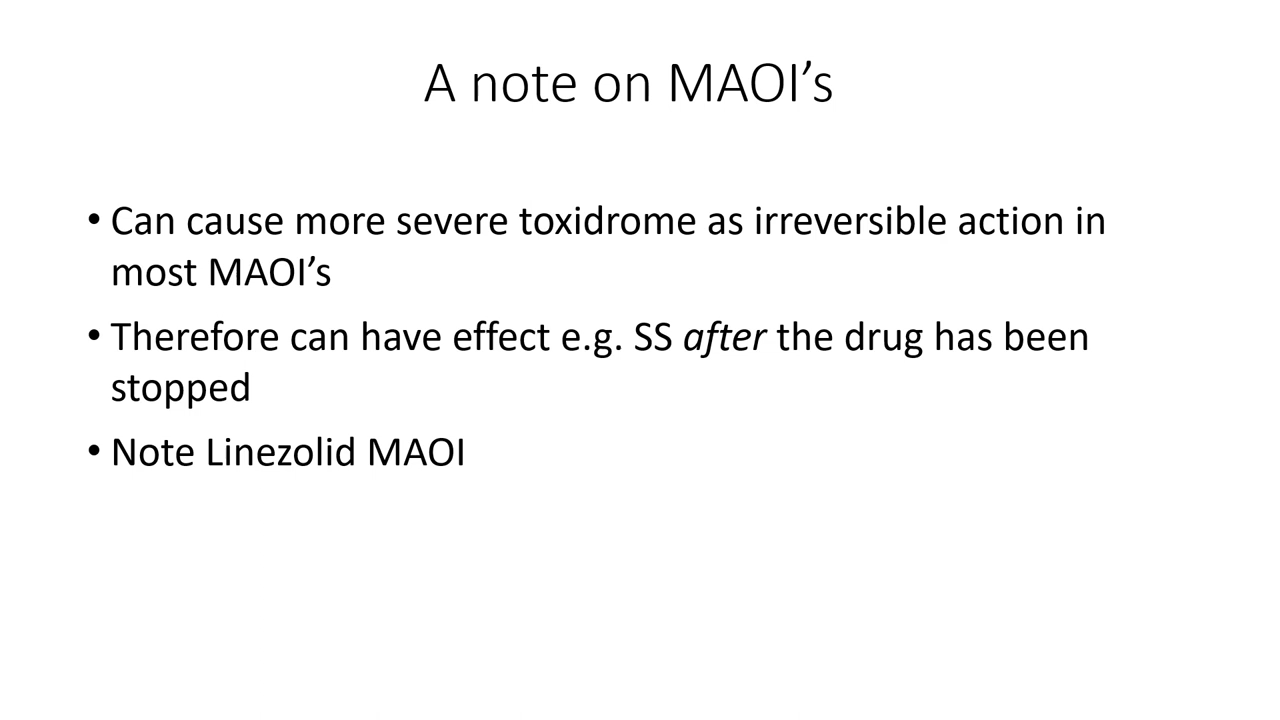 A note on MAOI’s
• Can cause more severe toxidrome as irreversible action in
most MAOI’s
• Therefore can have effect e.g. SS after the drug has been
stopped
• Note Linezolid MAOI